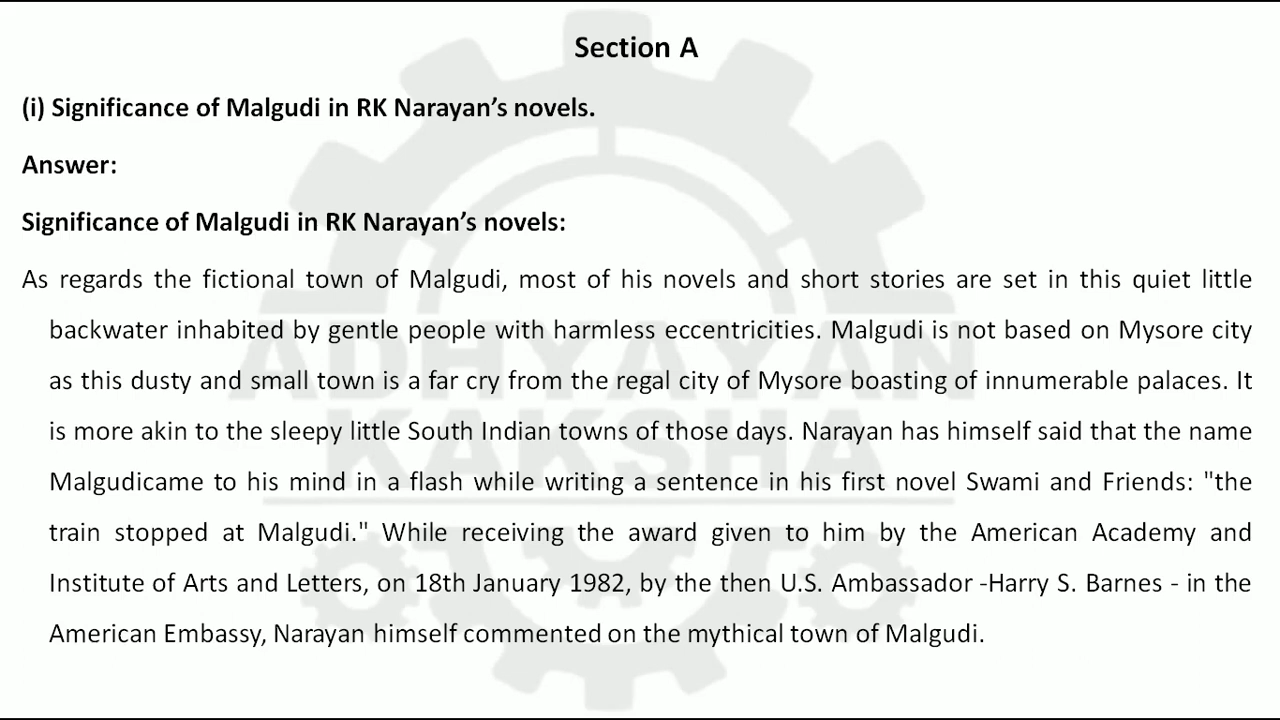 Section A
(i) Significance of Malgudi in RK Narayan’s novels.
Answer:
Significance of Malgudi in RK Narayan’s novels:
As regards the fictional town of Malgudi, most of his novels and short stories are set in this quiet little
backwater inhabited by gentle people with harmless eccentricities. Malgudi is not based on Mysore city
as this dusty and small town is a far cry from the regal city of Mysore boasting of innumerable palaces. It
is more akin to the sleepy little South Indian towns of those days. Narayan has himself said that the name
Malgudicame to his mind in a flash while writing a sentence in his first novel Swami and Friends: "the
train stopped at Malgudi." While receiving the award given to him by the American Academy and
Institute of Arts and Letters, on 18th January 1982, by the then U.S. Ambassador -Harry S. Barnes - in the
American Embassy, Narayan himself commented on the mythical town of Malgudi.
ADHYAYAN
KAKSHA